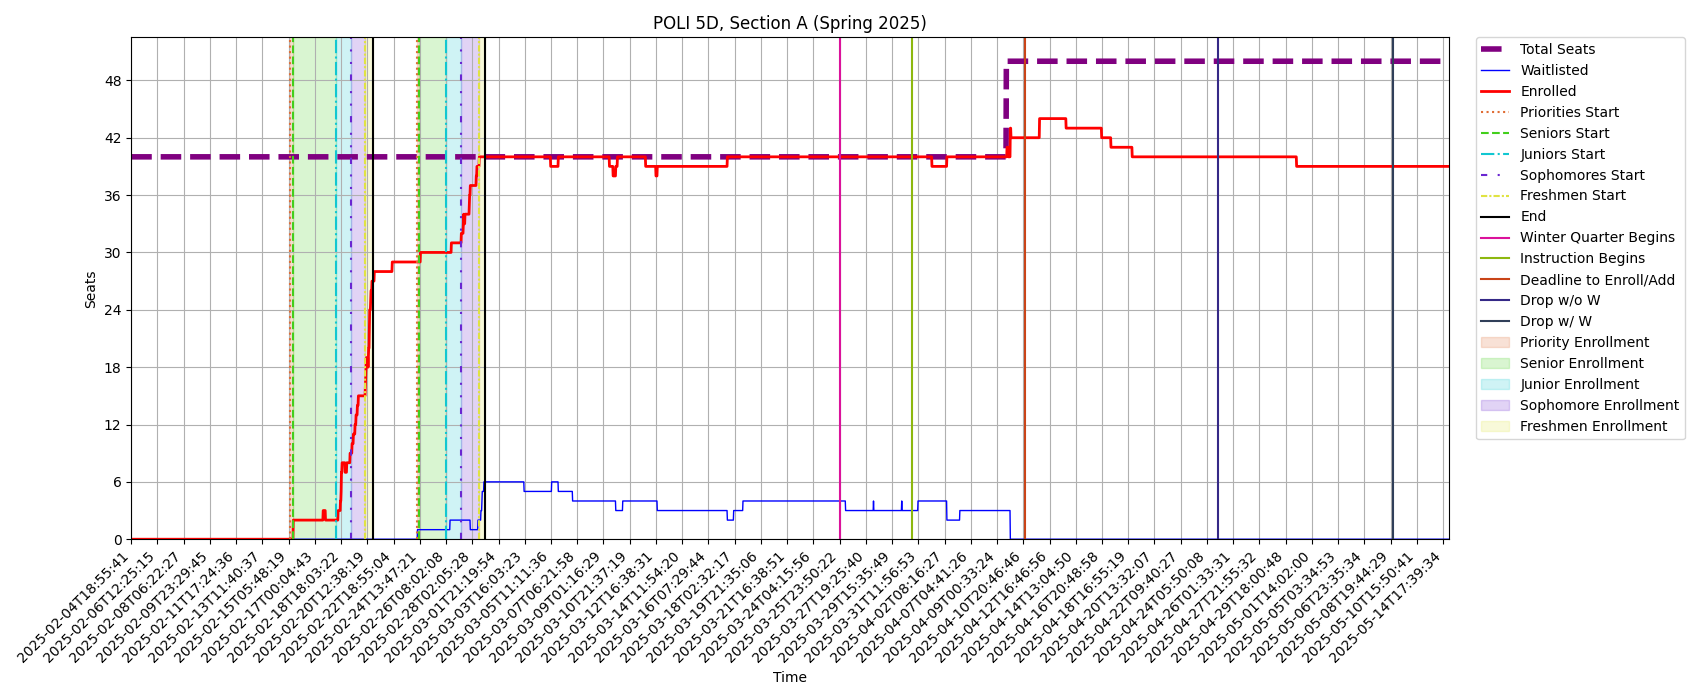 POLI 5D, Section A (Spring 2025)
Seats
48
42
36
30
24
18
12
6
0
2025-02-04T18:55:41
2025-02-06T12:25:15
2025-02-08T06:22:27
2025-02-09T23:29:45
2025-02-11T17:24:36
2025-02-13T11:40:37
2025-02-15T05:48:19
2025-02-17T00:04:43
2025-02-18T18:03:22
2025-02-20T12:38:19
2025-02-22T18:55:04
2025-02-24T13:47:21
2025-02-26T08:02:08
2025-02-28T02:05:28
2025-03-01T21:19:54
2025-03-03T16:03:23
2025-03-05T11:11:36
2025-03-07T06:21:58
2025-03-09T01:16:29
2025-03-10T21:37:19
2025-03-12T16:38:31
2025-03-14T11:54:20
2025-03-16T07:29:44
2025-03-18T02:32:17
2025-03-19T21:35:06
2025-03-21T16:38:51
2025-03-24T04:15:56
2025-03-25T23:50:22
2025-03-27T19:25:40
2025-03-29T15:35:49
2025-03-31T11:56:53
2025-04-02T08:16:27
2025-04-07T04:41:26
2025-04-09T00:33:24
2025-04-10T20:46:46
2025-04-12T16:46:56
2025-04-14T13:04:50
2025-04-16T20:48:58
2025-04-18T16:55:19
2025-04-20T13:32:07
2025-04-22T09:40:27
2025-04-24T05:50:08
2025-04-26T01:33:31
2025-04-27T21:55:32
2025-04-29T18:00:48
2025-05-01T14:02:00
2025-05-05T03:34:53
2025-05-06T23:35:34
2025-05-08T19:44:29
2025-05-10T15:50:41
2025-05-14T17:39:34
Time
Total Seats
Waitlisted
Enrolled
Priorities Start
Seniors Start
Juniors Start
Sophomores Start
Freshmen Start
End
Winter Quarter Begins
Instruction Begins
Deadline to Enroll/Add
Drop w/o W
Drop w/ W
Priority Enrollment
Senior Enrollment
Junior Enrollment
Sophomore Enrollment
Freshmen Enrollment